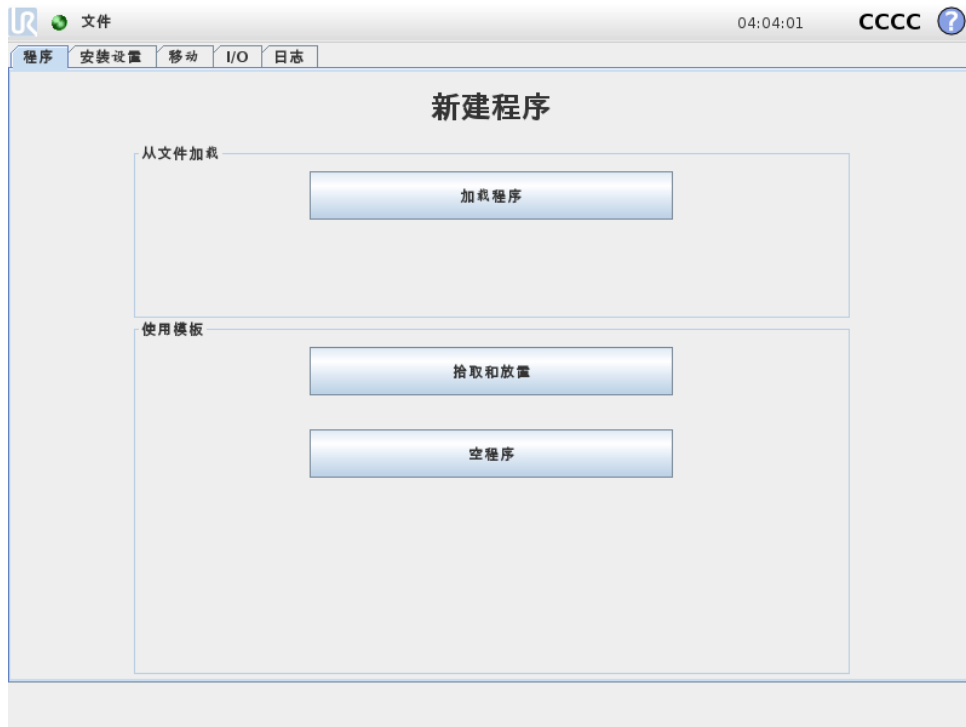 UR 文件 04:04:01 CCCC ?
程序 安装设置 移动 I/O 日志
新建程序
从文件加载
加载程序
使用模板
拾取和放置
空程序